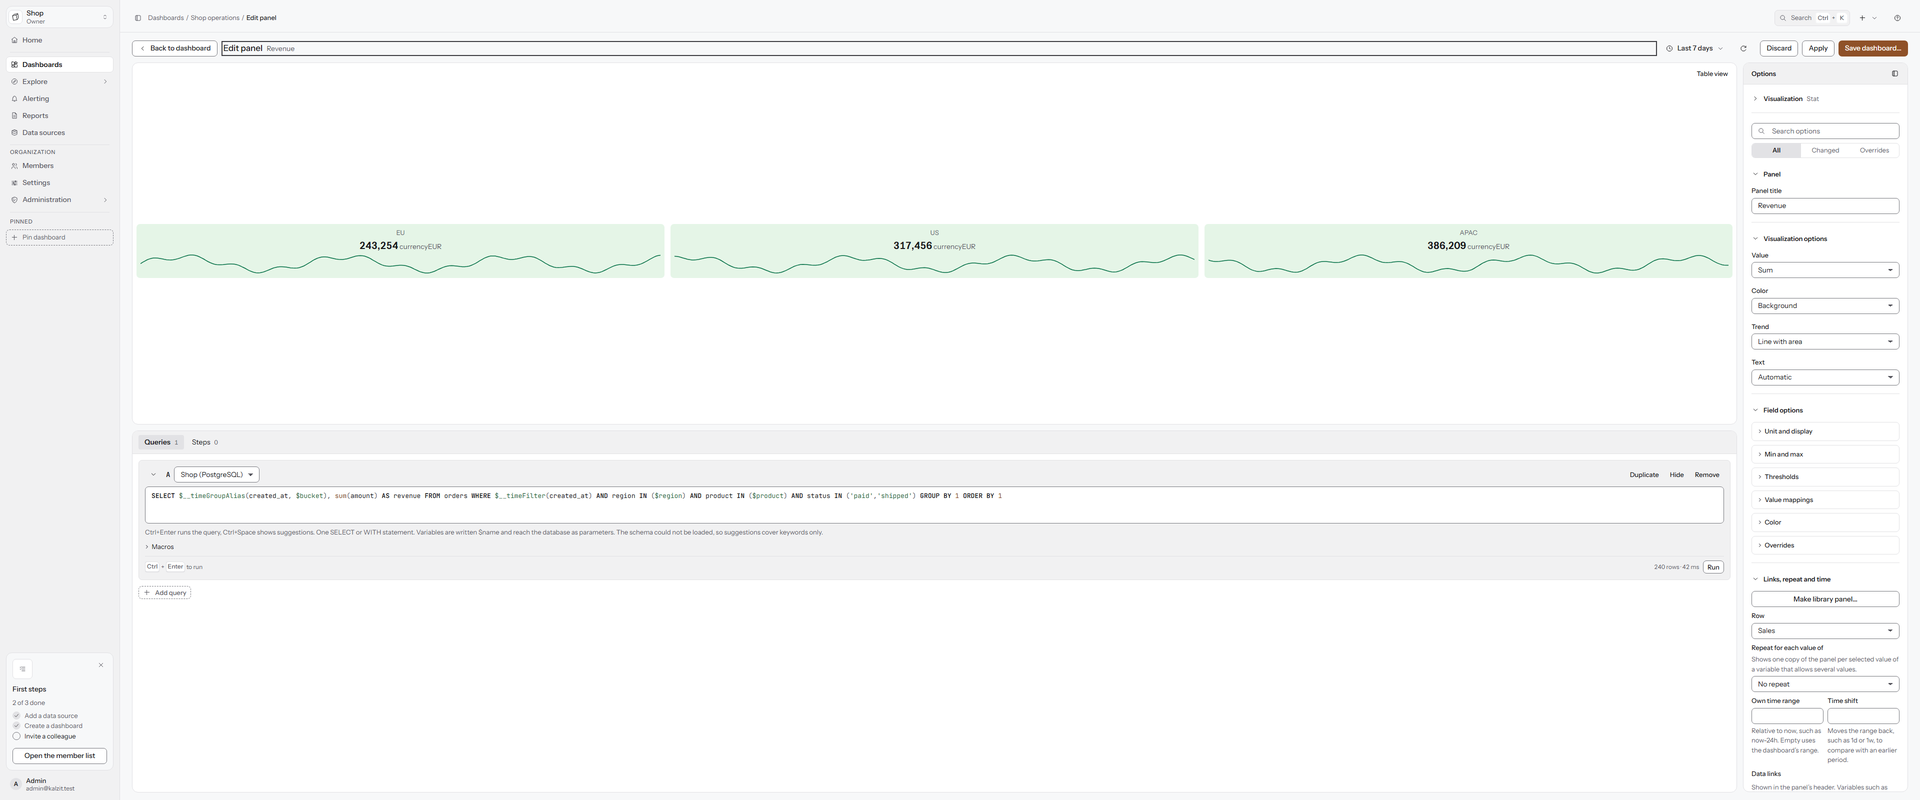 Shop
Owner
Home
Dashboards
Explore
Alerting
Reports
Data sources
ORGANIZATION
Members
Settings
Administration
PINNED
Pin dashboard
First steps
2 of 3 done
Add a data source
Create a dashboard
Invite a colleague
Open the member list
A
Admin
admin@kalzit.test
Dashboards / Shop operations / Edit panel
Search Ctrl + K
Back to dashboard
Edit panel Revenue
Last 7 days
Discard
Apply
Save dashboard...
Table view
EU
243,254 currencyEUR
US
317,456 currencyEUR
APAC
386,209 currencyEUR
Queries 1
Steps 0
A Shop (PostgreSQL)
Duplicate
Hide
Remove
SELECT $__timeGroupAlias(created_at, $bucket), sum(amount) AS revenue FROM orders WHERE $__timeFilter(created_at) AND region IN ($region) AND product IN ($product) AND status IN ('paid','shipped') GROUP BY 1 ORDER BY 1
Ctrl+Enter runs the query, Ctrl+Space shows suggestions. One SELECT or WITH statement. Variables are written $name and reach the database as parameters. The schema could not be loaded, so suggestions cover keywords only.
Macros
Ctrl + Enter to run
240 rows · 42 ms
Run
Add query
Options
Visualization Stat
Search options
All
Changed
Overrides
Panel
Panel title
Revenue
Visualization options
Value
Sum
Color
Background
Trend
Line with area
Text
Automatic
Field options
Unit and display
Min and max
Thresholds
Value mappings
Color
Overrides
Links, repeat and time
Make library panel...
Row
Sales
Repeat for each value of
Shows one copy of the panel per selected value of
a variable that allows several values.
No repeat
Own time range
Relative to now, such as
now-24h. Empty uses
the dashboard's range.
Time shift
Moves the range back,
such as 1d or 1w, to
compare with an earlier
period.
Data links
Shown in the panel's header. Variables such as